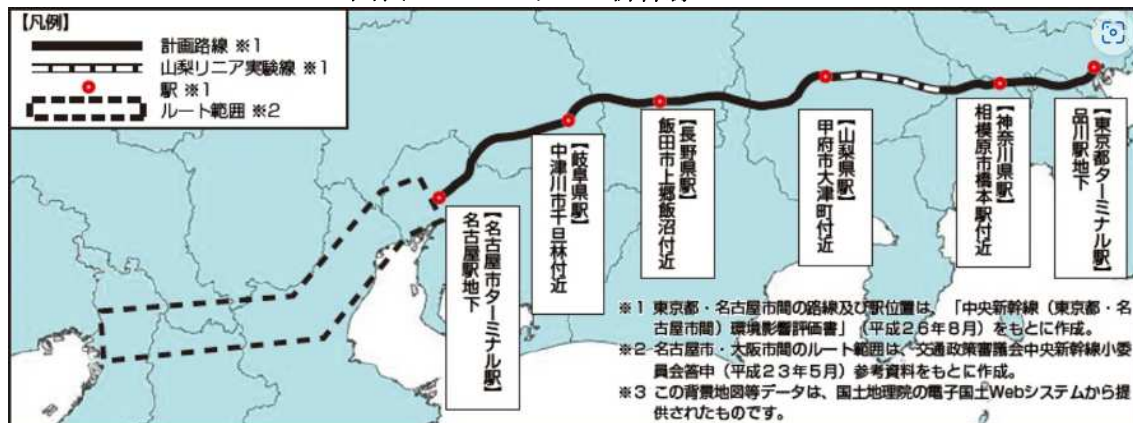 【凡例】
計画路線 ※1
山梨リニア実験線 ※1
駅 ※1
ルート範囲 ※2
【東京都ターミナル駅】
品川駅地下
【神奈川県駅】
相模原市橋本駅付近
【山梨県駅】
甲府市大津町付近
【長野県駅】
飯田市上郷飯沼付近
【岐阜県駅】
中津川市千旦林付近
【名古屋市ターミナル駅】
名古屋駅地下
※1 東京都・名古屋市間の路線及び駅位置は、「中央新幹線（東京都・名
古屋市間）環境影響評価書」（平成26年8月）をもとに作成。
※2 名古屋市・大阪市間のルート範囲は、交通政策審議会中央新幹線小委
員会答申（平成23年5月）参考資料をもとに作成。
※3 この背景地図等データは、国土地理院の電子国土Webシステムから提
供されたものです。